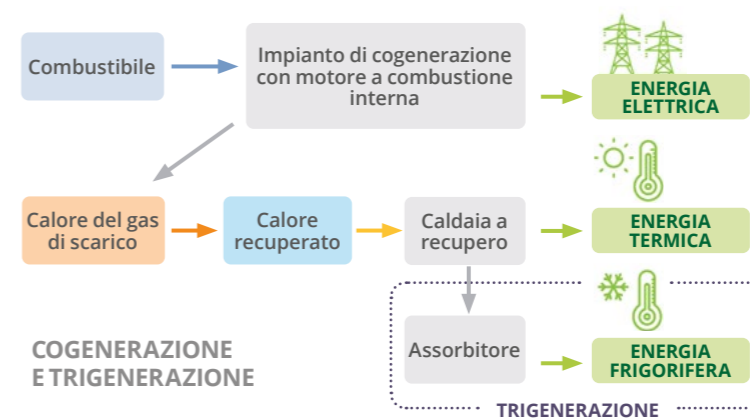 Combustibile
Impianto di cogenerazione
con motore a combustione
interna
ENERGIA
ELETTRICA
Calore del gas
di scarico
Calore
recuperato
Caldaia a
recupero
ENERGIA
TERMICA
Assorbitore
ENERGIA
FRIGORIFERA
COGENERAZIONE
E TRIGENERAZIONE
TRIGENERAZIONE